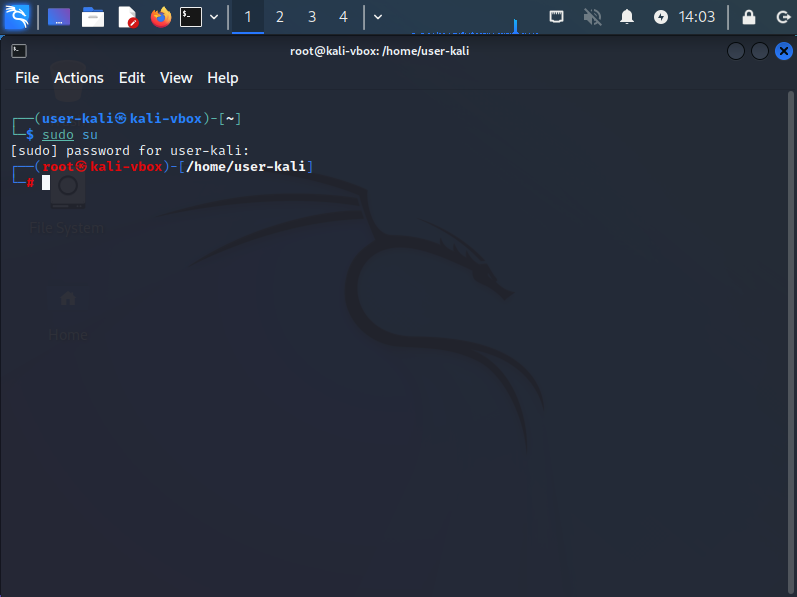 1 2 3 4 14:03
root@kali-vbox: /home/user-kali
File Actions Edit View Help
┌──(user-kali㉿kali-vbox)-[~]
└─$ sudo su
[sudo] password for user-kali:
┌──(root㉿kali-vbox)-[/home/user-kali]
└─#
File System
Home